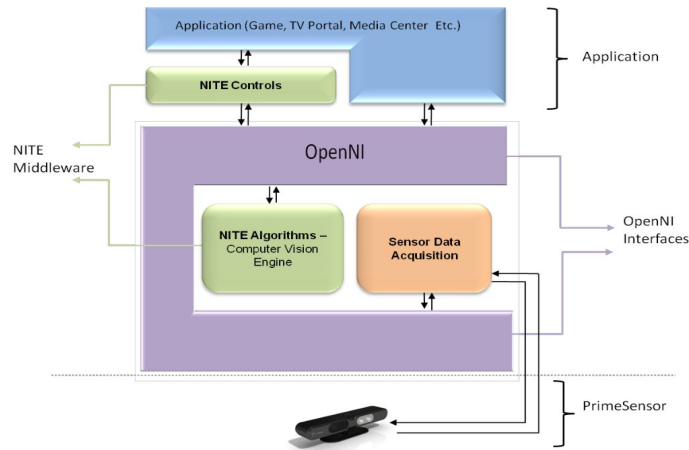 Application (Game, TV Portal, Media Center  Etc.)
Application
NITE Controls
NITE
Middleware
OpenNI
NITE Algorithms –
Computer Vision
Engine
Sensor Data
Acquisition
OpenNI
Interfaces
PrimeSensor